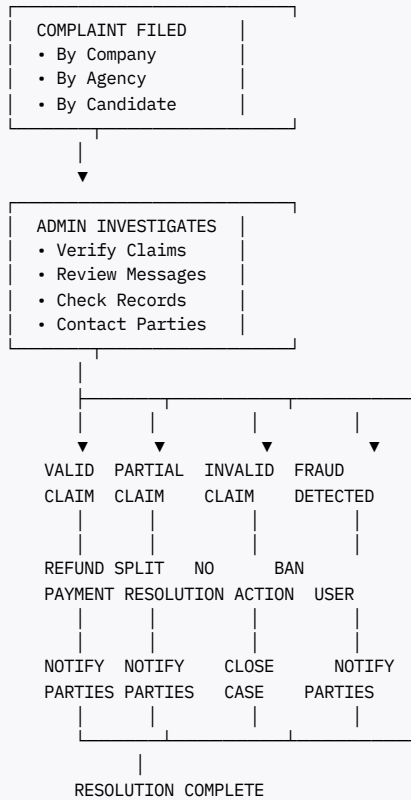 COMPLAINT FILED
• By Company
• By Agency
• By Candidate
ADMIN INVESTIGATES
• Verify Claims
• Review Messages
• Check Records
• Contact Parties
VALID PARTIAL INVALID FRAUD
CLAIM CLAIM CLAIM DETECTED
REFUND SPLIT NO BAN
PAYMENT RESOLUTION ACTION USER
NOTIFY NOTIFY CLOSE NOTIFY
PARTIES PARTIES CASE PARTIES
RESOLUTION COMPLETE